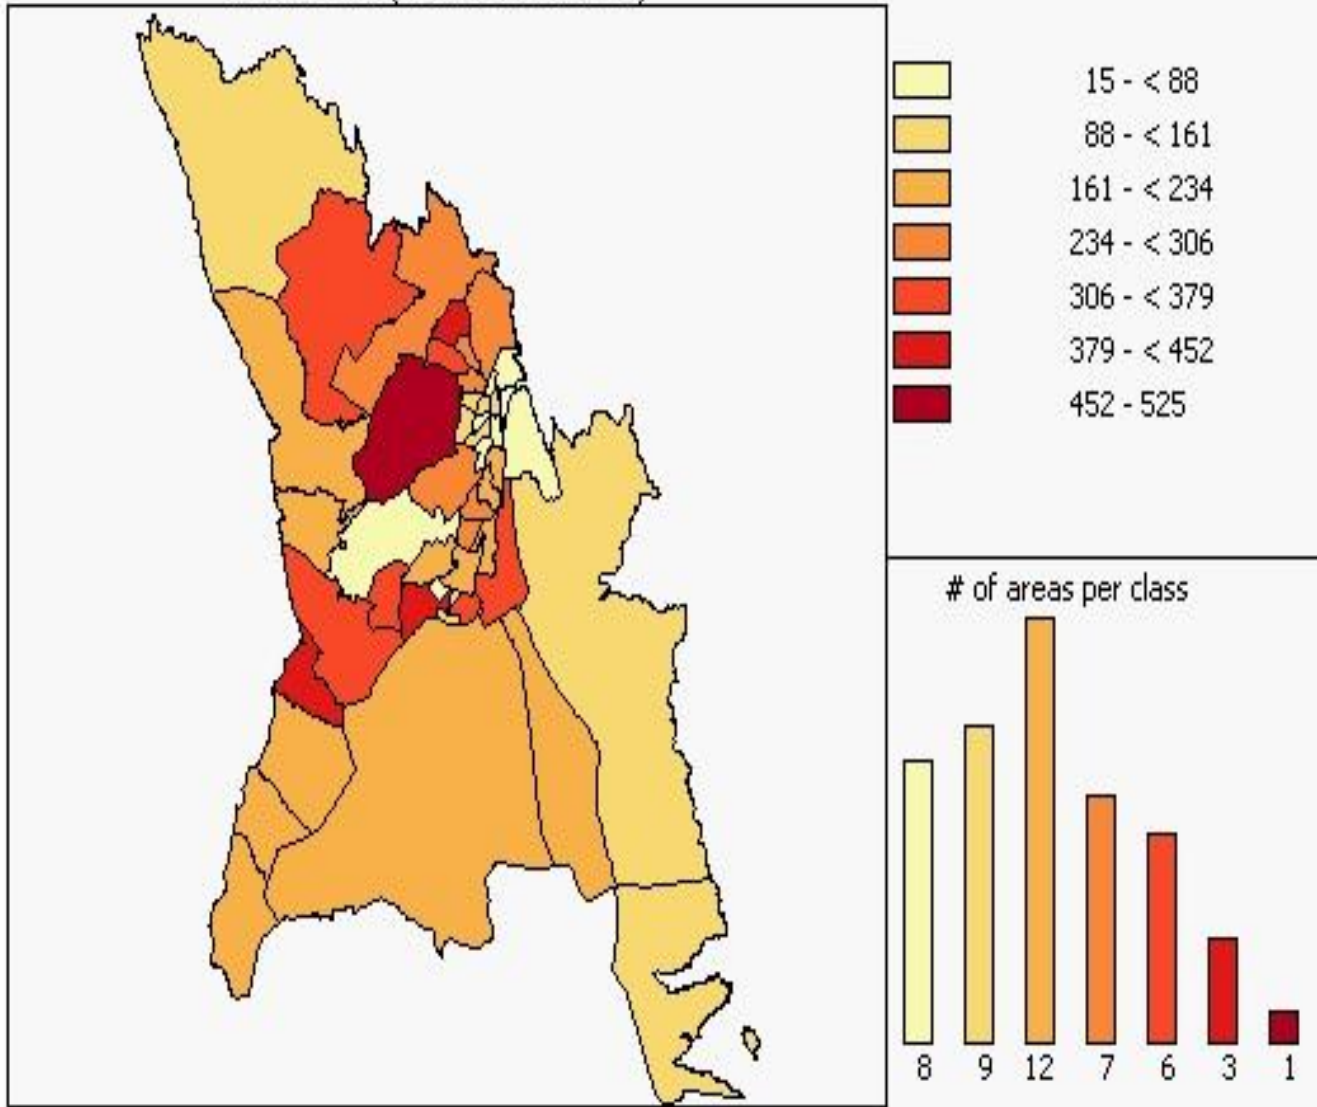 15 - < 88
88 - < 161
161 - < 234
234 - < 306
306 - < 379
379 - < 452
452 - 525
# of areas per class
8 9 12 7 6 3 1